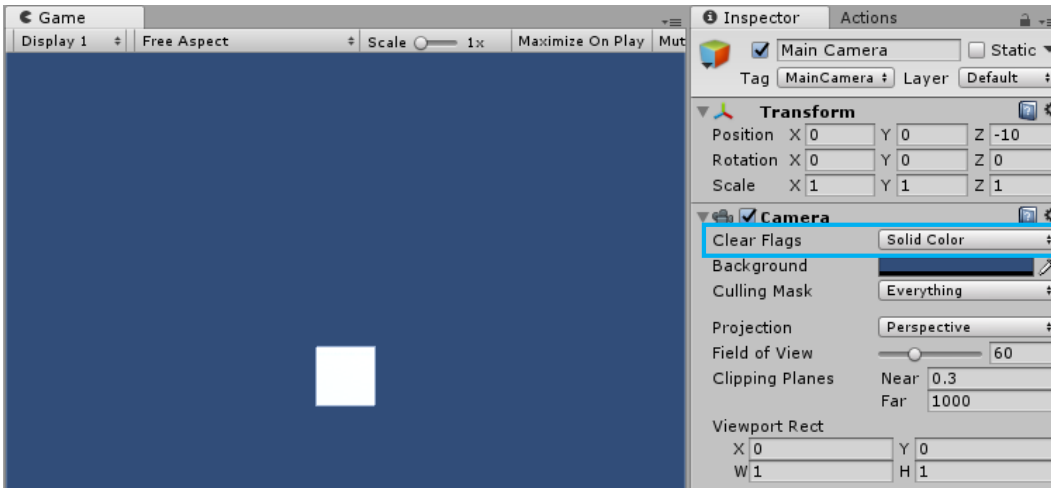 Game
Display 1 Free Aspect Scale 1x Maximize On Play Mut
Inspector Actions
Main Camera Static
Tag MainCamera Layer Default
Transform
Position X 0 Y 0 Z -10
Rotation X 0 Y 0 Z 0
Scale X 1 Y 1 Z 1
Camera
Clear Flags Solid Color
Background
Culling Mask Everything
Projection Perspective
Field of View 60
Clipping Planes Near 0.3
Far 1000
Viewport Rect
X 0 Y 0
W 1 H 1